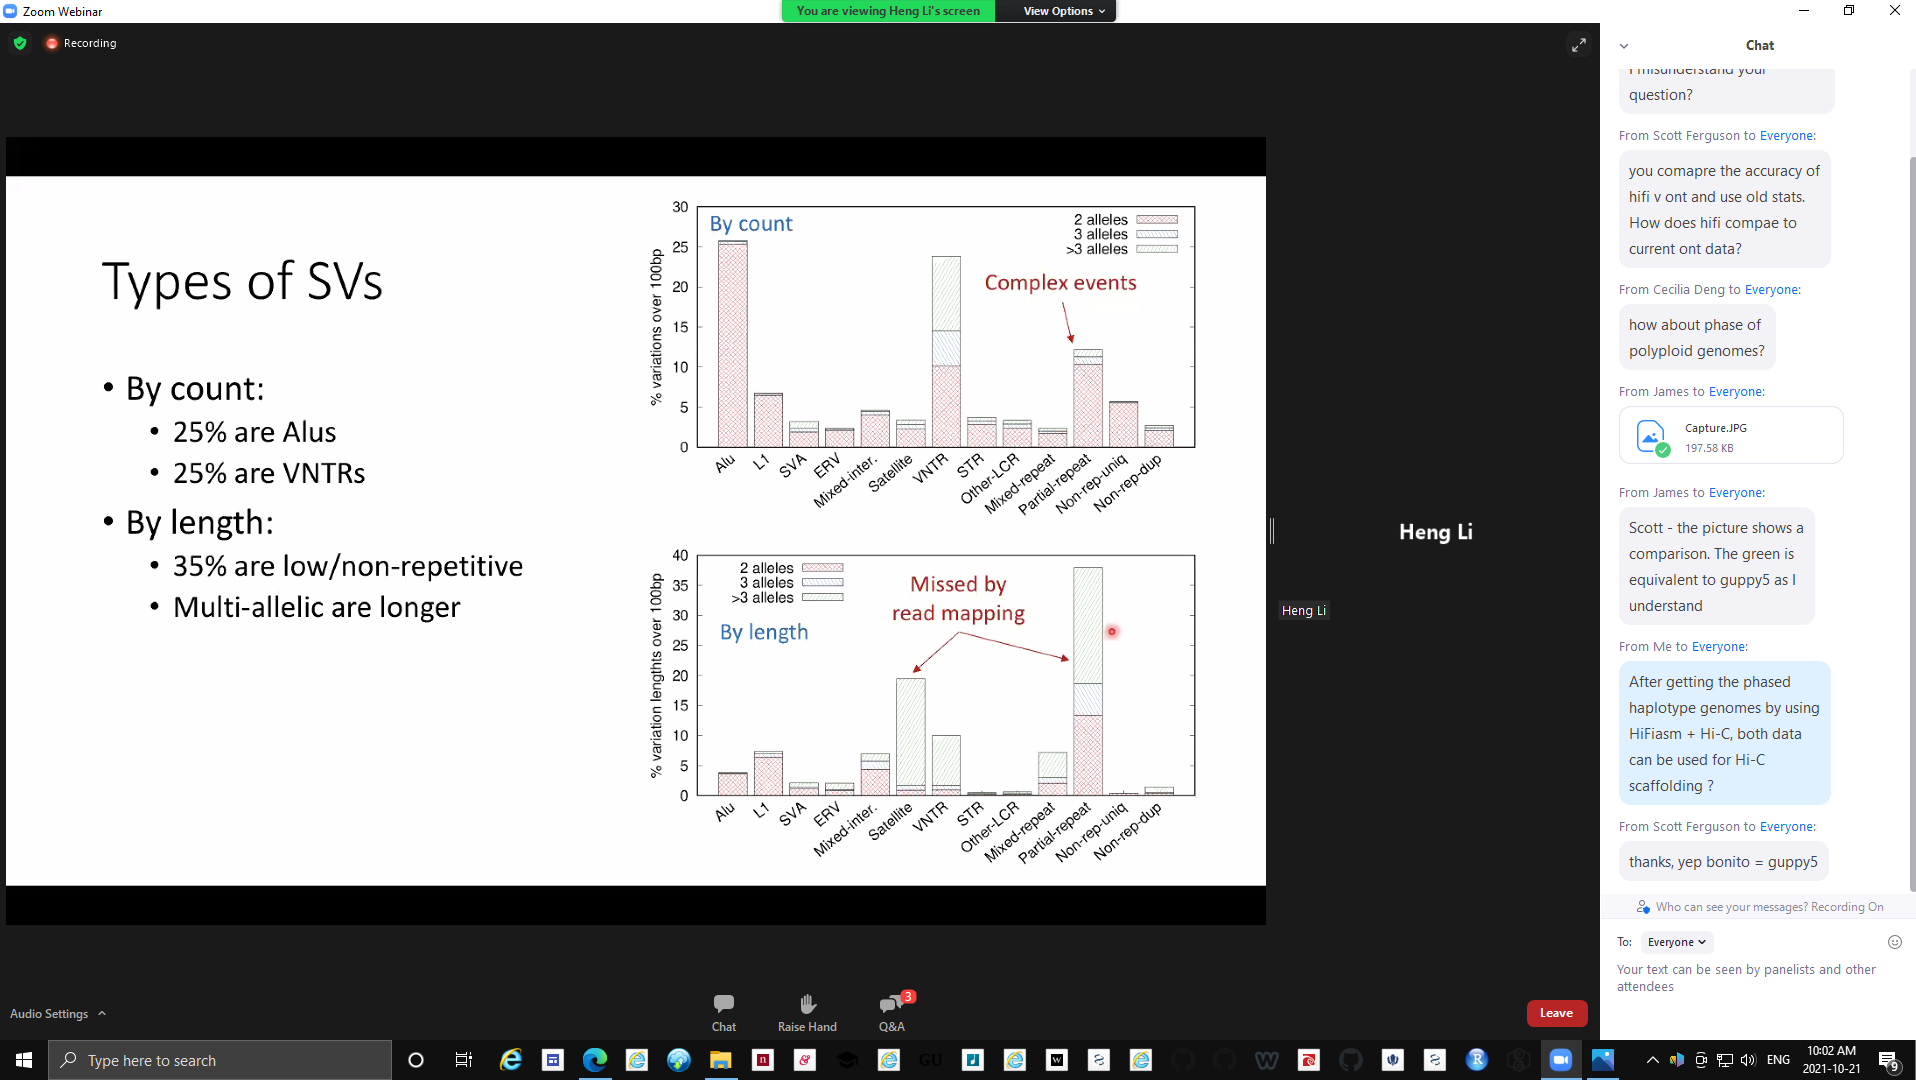 Zoom Webinar
You are viewing Heng Li's screen
View Options
Recording
Types of SVs
• By count:
• 25% are Alus
• 25% are VNTRs
• By length:
• 35% are low/non-repetitive
• Multi-allelic are longer
By count
2 alleles
3 alleles
>3 alleles
Complex events
% variations over 100bp
30
25
20
15
10
5
0
Alu
L1
SVA
ERV
Mixed-inter.
Satellite
VNTR
STR
Other-LCR
Mixed-repeat
Partial-repeat
Non-rep-uniq
Non-rep-dup
2 alleles
3 alleles
>3 alleles
By length
Missed by
read mapping
% variation lengthts over 100bp
40
35
30
25
20
15
10
5
0
Alu
L1
SVA
ERV
Mixed-inter.
Satellite
VNTR
STR
Other-LCR
Mixed-repeat
Partial-repeat
Non-rep-uniq
Non-rep-dup
Heng Li
Heng Li
Chat
I misunderstand your
question?
From Scott Ferguson to Everyone:
you comapre the accuracy of
hifi v ont and use old stats.
How does hifi compae to
current ont data?
From Cecilia Deng to Everyone:
how about phase of
polyploid genomes?
From James to Everyone:
Capture.JPG
197.58 KB
From James to Everyone:
Scott - the picture shows a
comparison. The green is
equivalent to guppy5 as I
understand
From Me to Everyone:
After getting the phased
haplotype genomes by using
HiFiasm + Hi-C, both data
can be used for Hi-C
scaffolding ?
From Scott Ferguson to Everyone:
thanks, yep bonito = guppy5
Who can see your messages? Recording On
To: Everyone
Your text can be seen by panelists and other
attendees
Audio Settings
Chat
Raise Hand
3
Q&A
Leave
Type here to search
GU
ENG
10:02 AM
2021-10-21
9